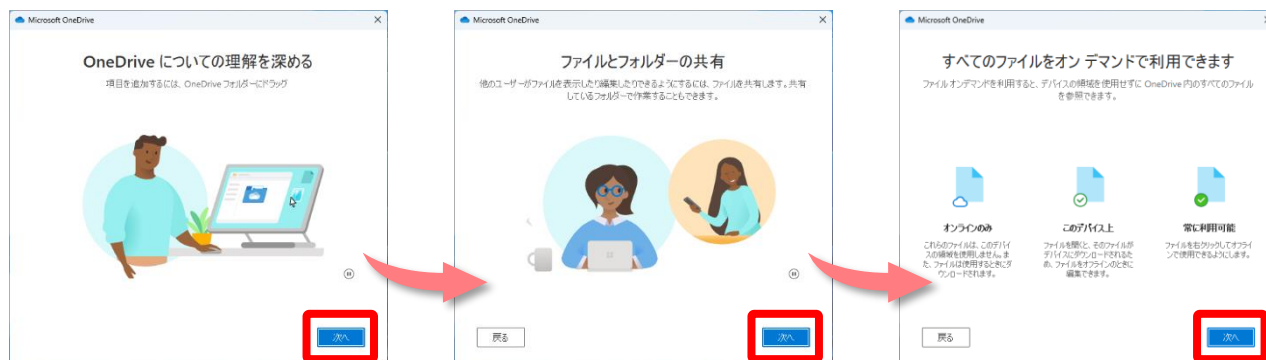 Microsoft OneDrive
OneDrive についての理解を深める
項目を追加するには、OneDrive フォルダーにドラッグ
次へ
Microsoft OneDrive
ファイルとフォルダーの共有
他のユーザーがファイルを表示したり編集したりできるようにするには、ファイルを共有します。共有
しているフォルダーで作業することもできます。
戻る
次へ
Microsoft OneDrive
すべてのファイルをオン デマンドで利用できます
ファイル オンデマンドを利用すると、デバイスの領域を使用せずに OneDrive 内のすべてのファイル
を参照できます。
オンラインのみ
これらのファイルは、このデバイ
スの領域を使用しません。ま
た、ファイルは使用するときにダ
ウンロードされます。
このデバイス上
ファイルを開くと、そのファイルが
デバイスにダウンロードされるた
め、ファイルをオフラインのときに
編集できます。
常に利用可能
ファイルを右クリックしてオフライ
ンで使用できるようにします。
戻る
次へ